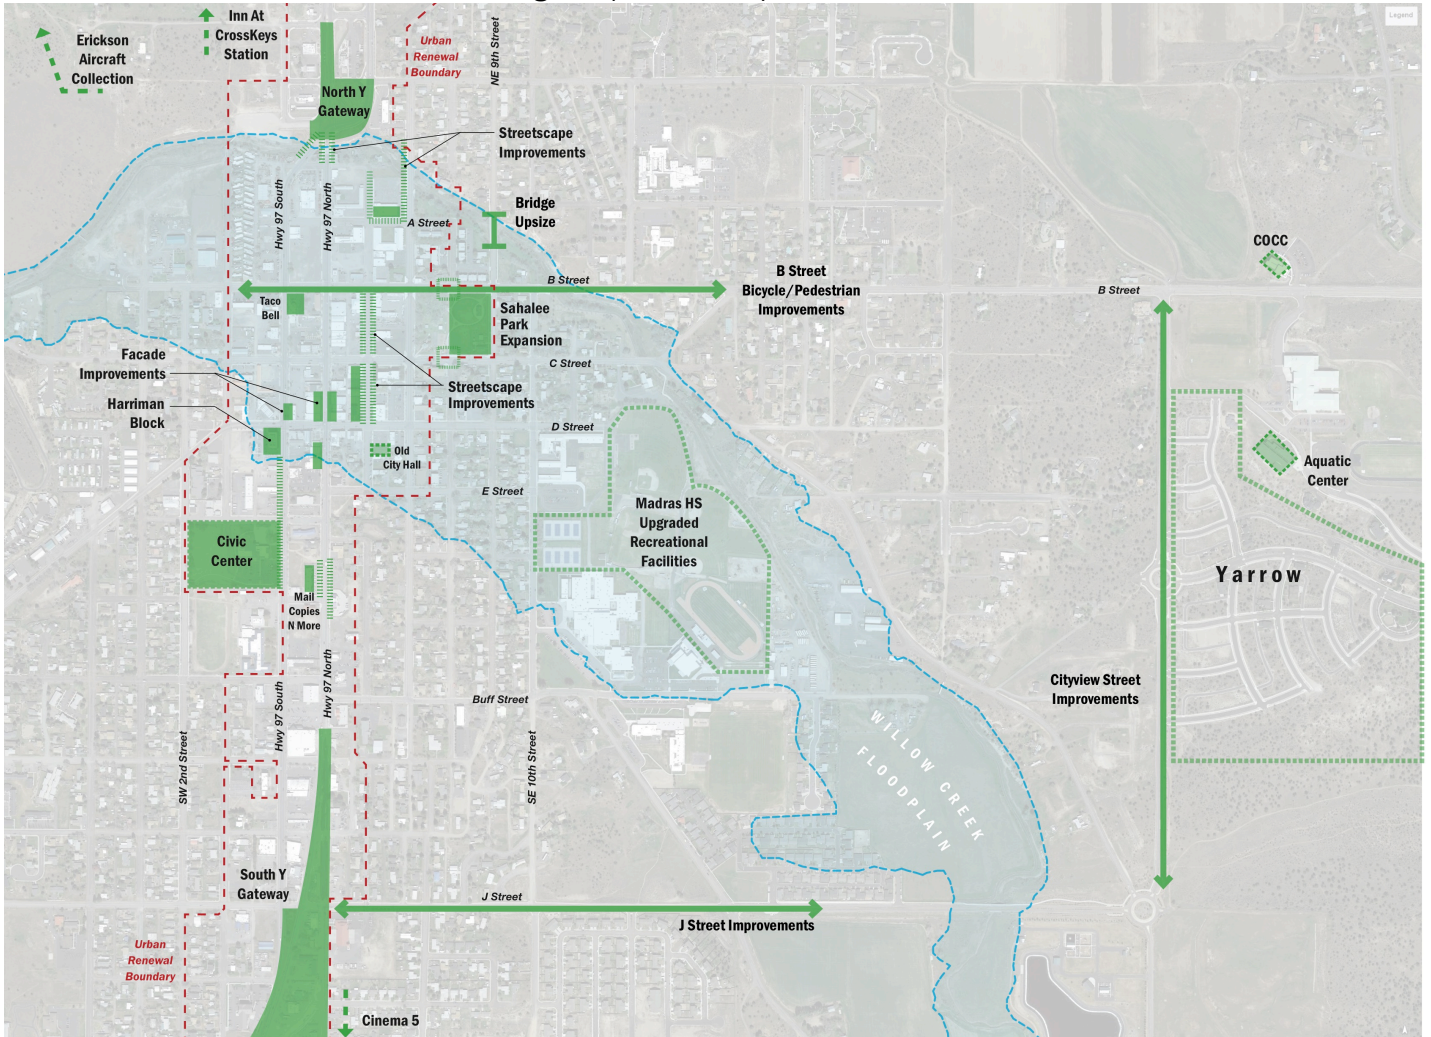 Inn At
CrossKeys
Station
Erickson
Aircraft
Collection
Urban
Renewal
Boundary
NE 9th Street
Legend
North Y
Gateway
Streetscape
Improvements
Hwy 97 South
Hwy 97 North
A Street
Bridge
Upsize
COCC
B Street
B Street
Bicycle/Pedestrian
Improvements
B Street
Taco
Bell
Sahalee
Park
Expansion
Facade
Improvements
C Street
Streetscape
Improvements
Harriman
Block
D Street
Old
City Hall
Aquatic
Center
E Street
Madras HS
Upgraded
Recreational
Facilities
Civic
Center
Yarrow
Mail
Copies
N More
Hwy 97 South
Hwy 97 North
Buff Street
Cityview Street
Improvements
WILLOW CREEK
FLOODPLAIN
SW 2nd Street
SE 10th Street
South Y
Gateway
J Street
J Street Improvements
Urban
Renewal
Boundary
Cinema 5